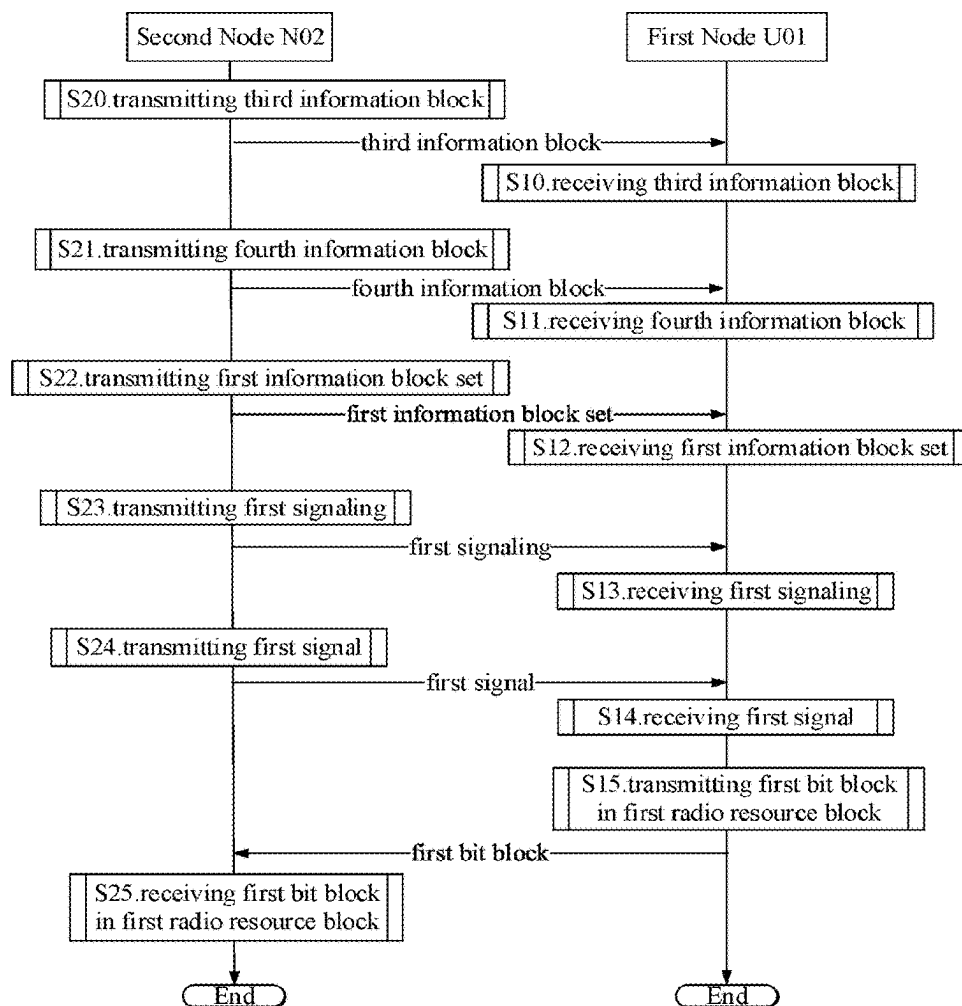 Second Node N02
First Node U01
S20.transmitting third information block
third information block
S10.receiving third information block
S21.transmitting fourth information block
fourth information block
S11.receiving fourth information block
S22.transmitting first information block set
first information block set
S12.receiving first information block set
S23.transmitting first signaling
first signaling
S13.receiving first signaling
S24.transmitting first signal
first signal
S14.receiving first signal
S15.transmitting first bit block
in first radio resource block
first bit block
S25.receiving first bit block
in first radio resource block
End
End